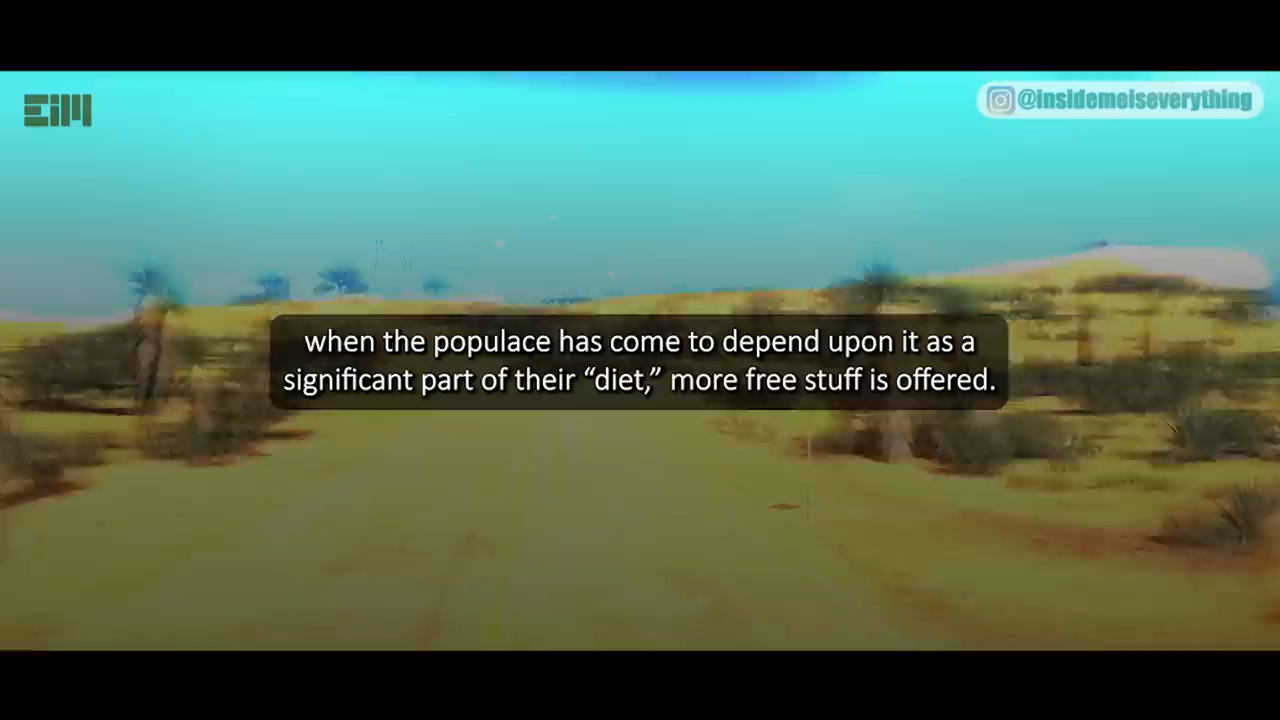 EiM
@insidemeiseverything
when the populace has come to depend upon it as a
significant part of their “diet,” more free stuff is offered.